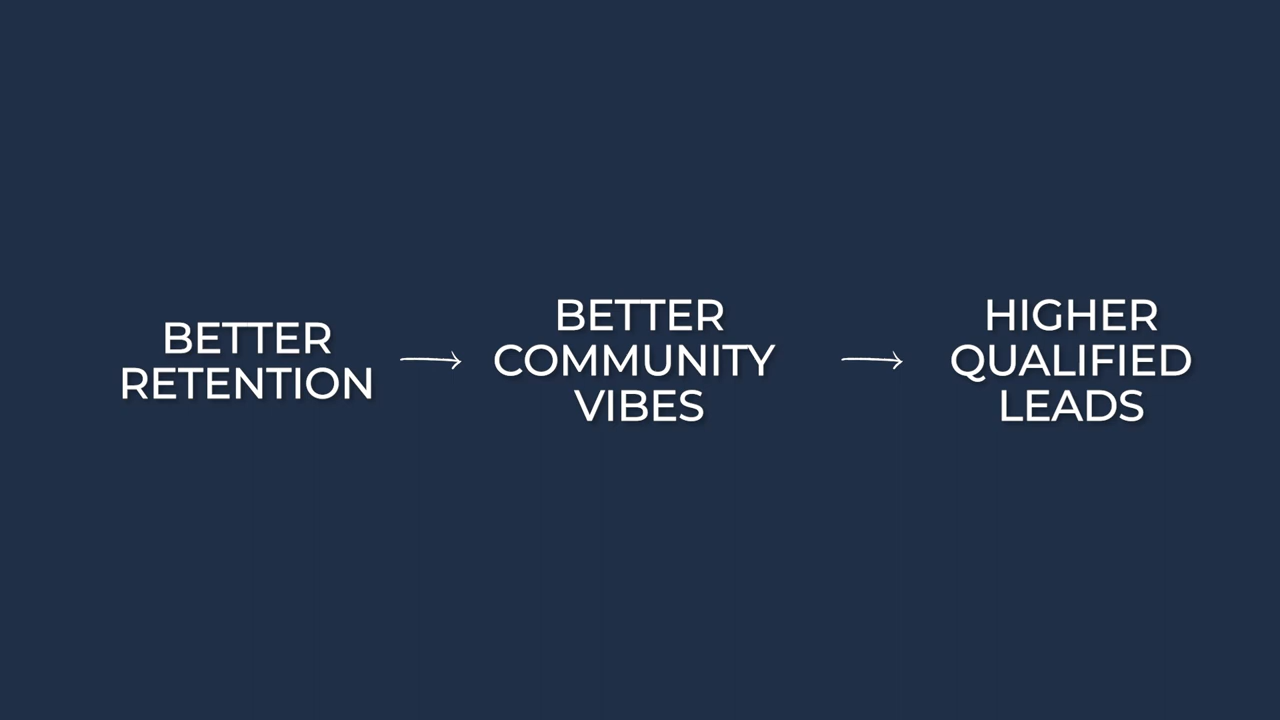 BETTER
RETENTION
BETTER
COMMUNITY
VIBES
HIGHER
QUALIFIED
LEADS